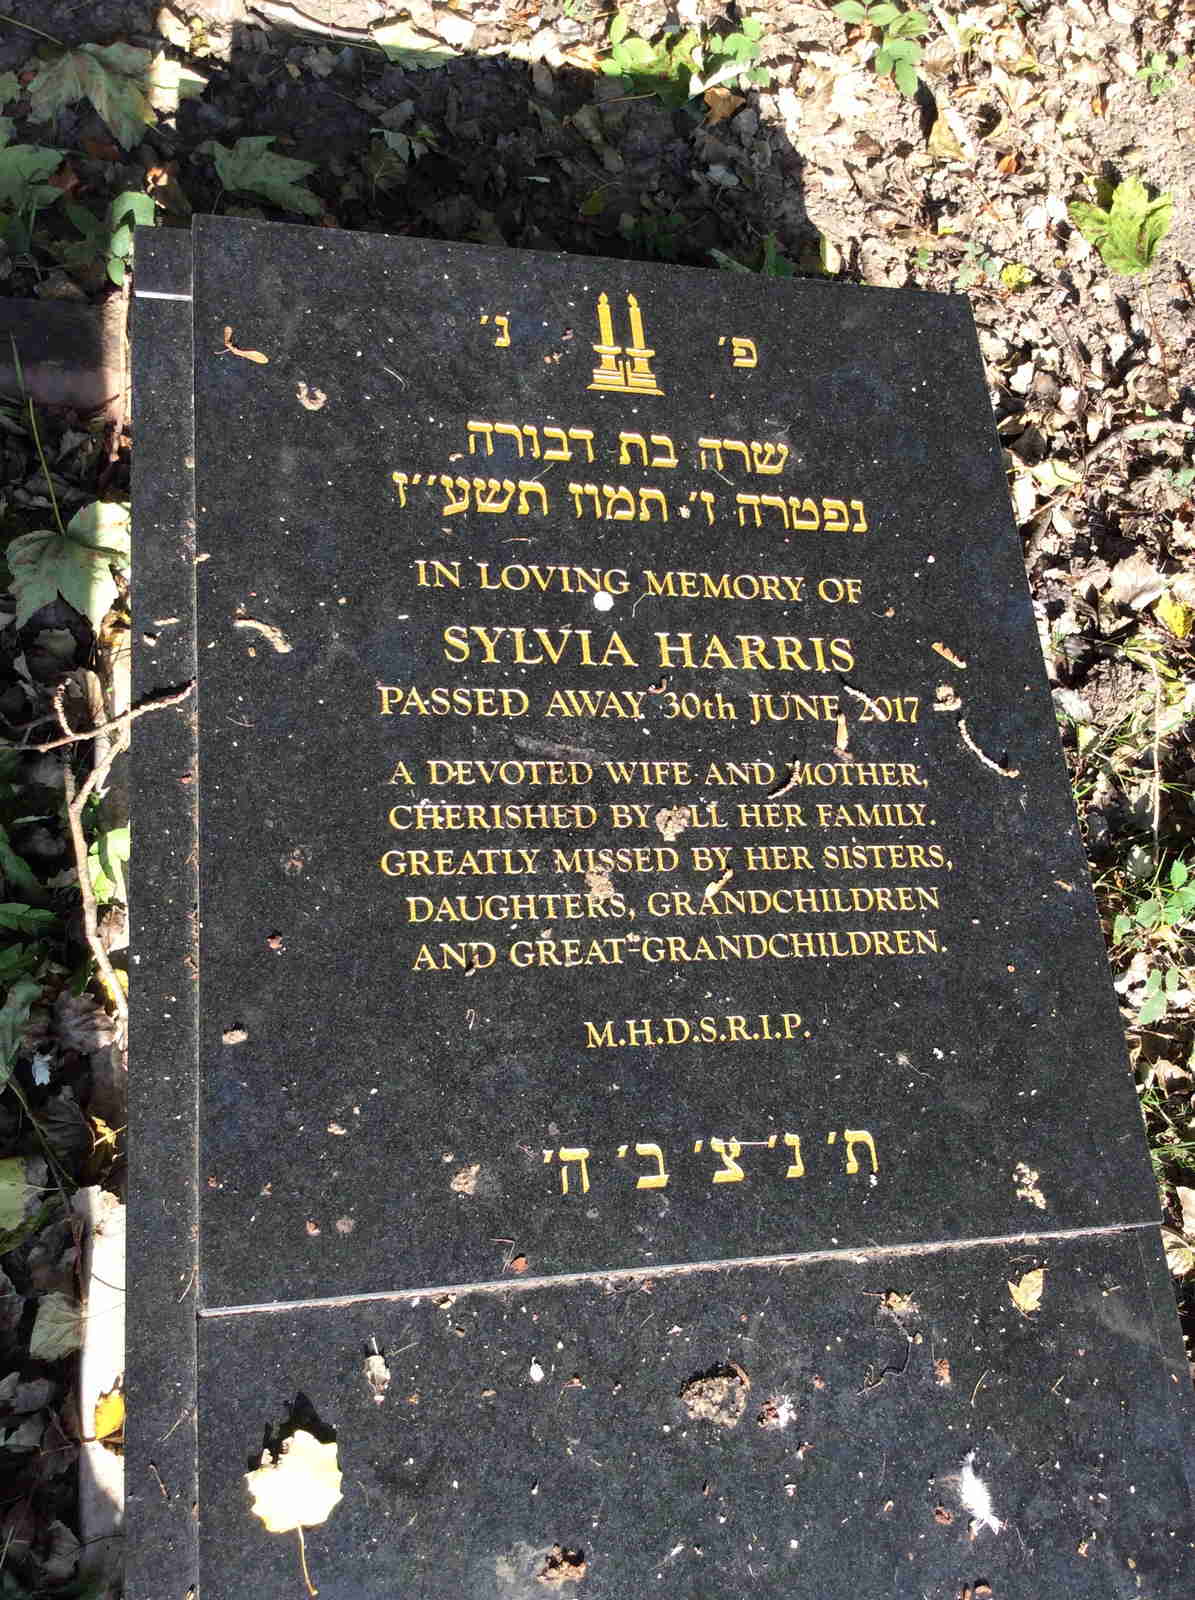 פ׳ נ׳
שרה בת דבורה
נפטרה ז׳ תמוז תשע׳׳ז
IN LOVING MEMORY OF
SYLVIA HARRIS
PASSED AWAY 30th JUNE 2017
A DEVOTED WIFE AND MOTHER,
CHERISHED BY ALL HER FAMILY.
GREATLY MISSED BY HER SISTERS,
DAUGHTERS, GRANDCHILDREN
AND GREAT-GRANDCHILDREN.
M.H.D.S.R.I.P.
ת׳ נ׳ צ׳ ב׳ ה׳